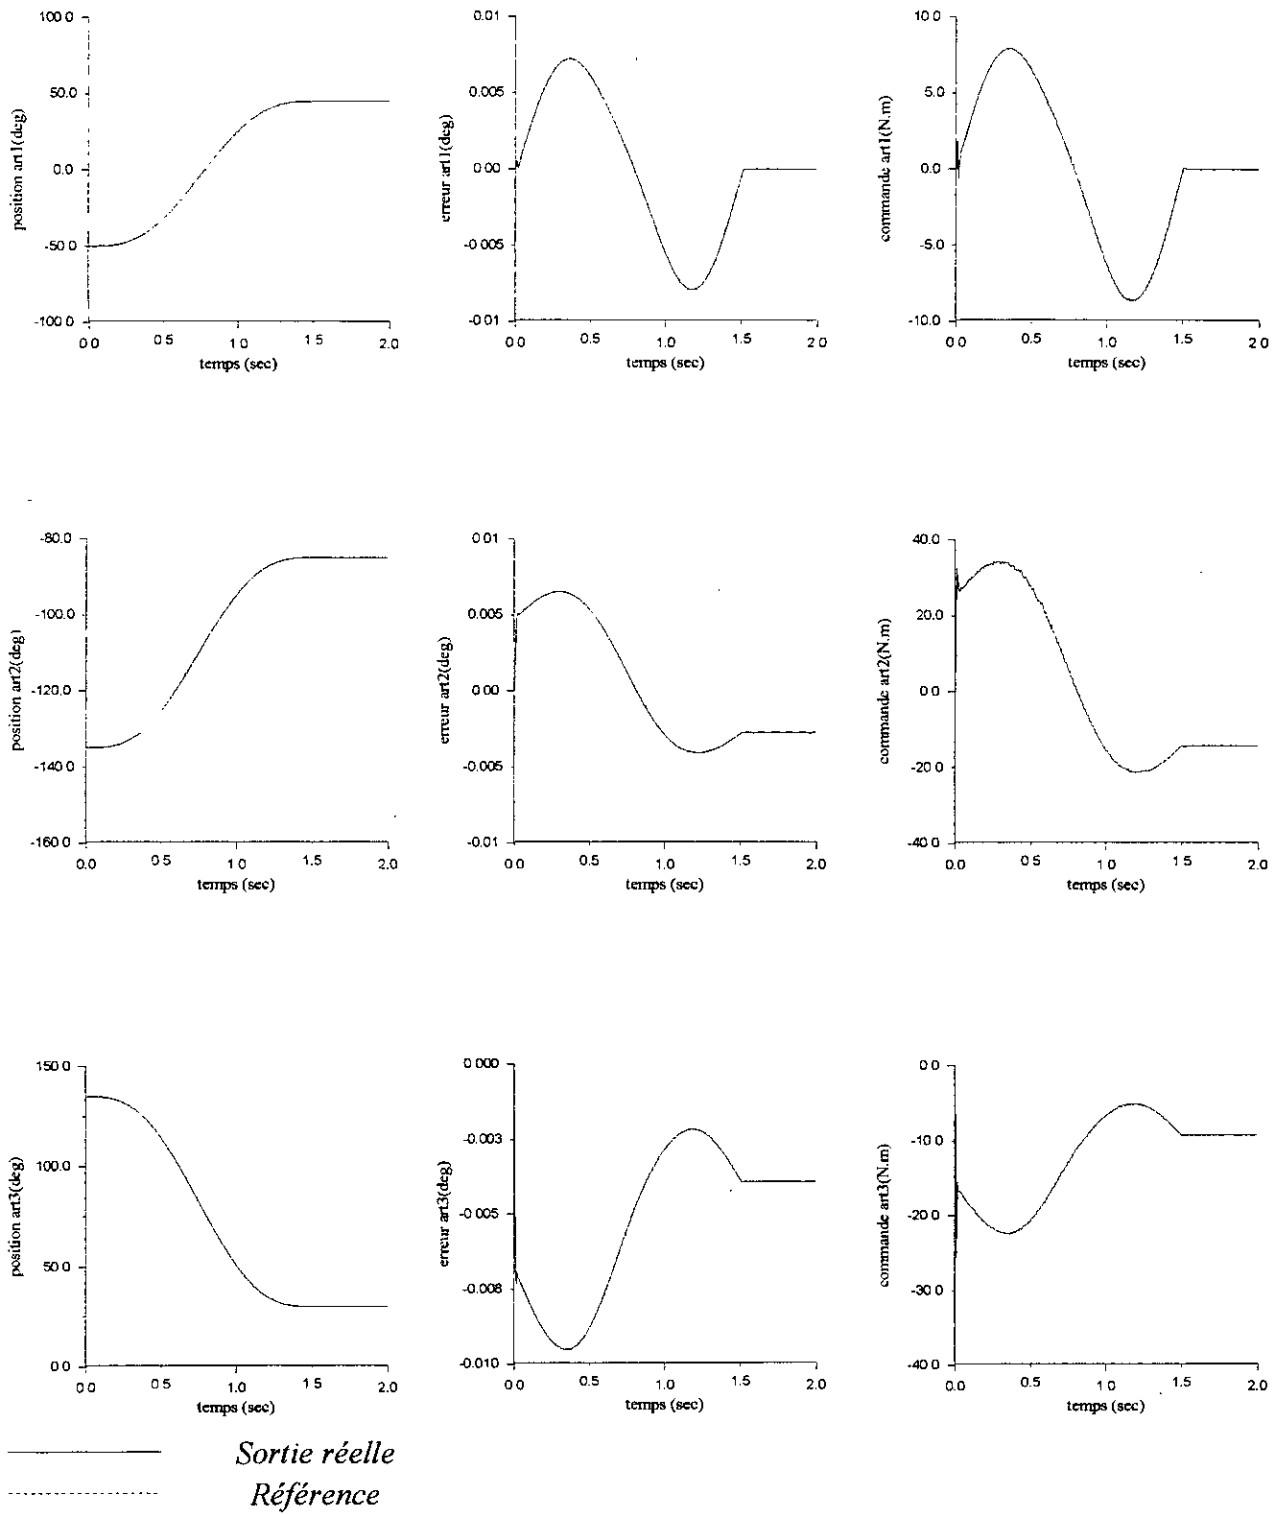 100.0
50.0
0.0
-50.0
-100.0
position art1(deg)
0.0 0.5 1.0 1.5 2.0
temps (sec)
0.01
0.005
0.00
-0.005
-0.01
erreur art1(deg)
0.0 0.5 1.0 1.5 2.0
temps (sec)
10.0
5.0
0.0
-5.0
-10.0
commande art1(N.m)
0.0 0.5 1.0 1.5 2.0
temps (sec)
-80.0
-100.0
-120.0
-140.0
-160.0
position art2(deg)
0.0 0.5 1.0 1.5 2.0
temps (sec)
0.01
0.005
0.00
-0.005
-0.01
erreur art2(deg)
0.0 0.5 1.0 1.5 2.0
temps (sec)
40.0
20.0
0.0
-20.0
-40.0
commande art2(N.m)
0.0 0.5 1.0 1.5 2.0
temps (sec)
150.0
100.0
50.0
0.0
position art3(deg)
0.0 0.5 1.0 1.5 2.0
temps (sec)
0.000
-0.003
-0.005
-0.008
-0.010
erreur art3(deg)
0.0 0.5 1.0 1.5 2.0
temps (sec)
0.0
-10.0
-20.0
-30.0
-40.0
commande art3(N.m)
0.0 0.5 1.0 1.5 2.0
temps (sec)
Sortie réelle
Référence